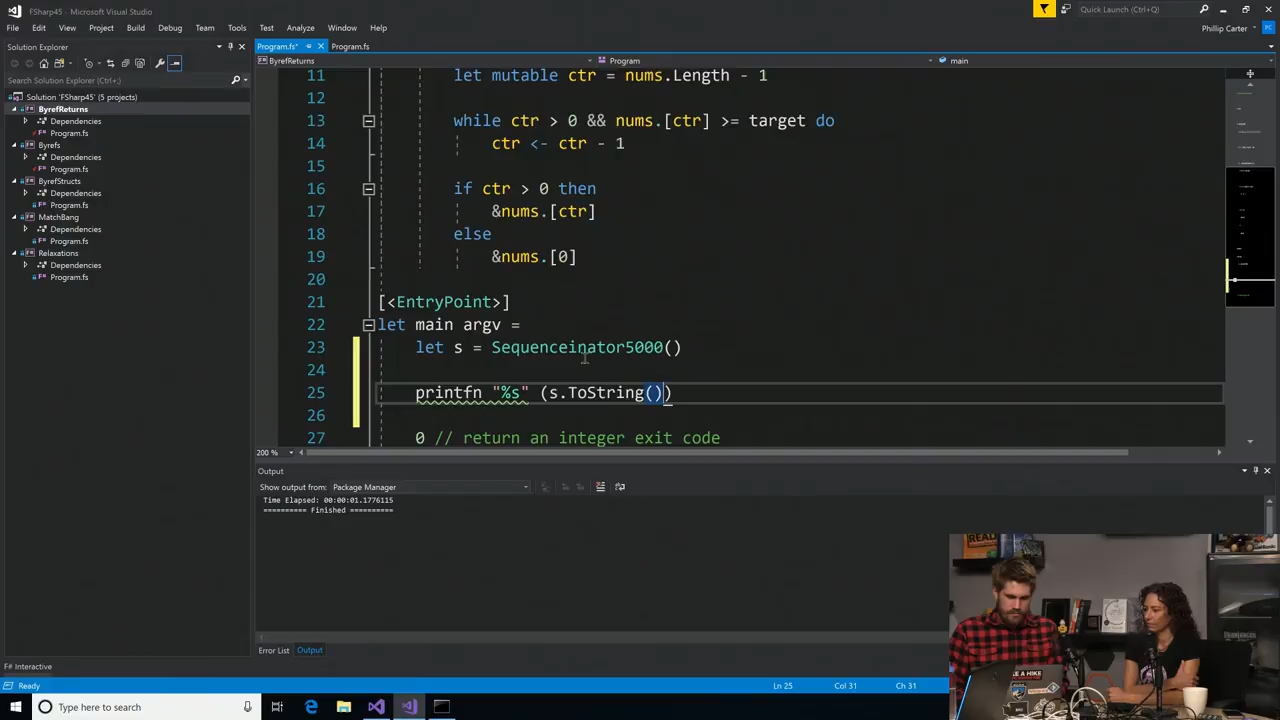 FSharp45 - Microsoft Visual Studio
Quick Launch (Ctrl+Q)
File Edit View Project Build Debug Team Tools Test Analyze Window Help
Phillip Carter
PC
Solution Explorer
Program.fs* Program.fs
ByrefReturns Program main
Search Solution Explorer (Ctrl+;)
Solution 'FSharp45' (5 projects)
ByrefReturns
Dependencies
Program.fs
Byrefs
Dependencies
Program.fs
ByrefStructs
Dependencies
Program.fs
MatchBang
Dependencies
Program.fs
Relaxations
Dependencies
Program.fs
11 let mutable ctr = nums.Length - 1
12
13 while ctr > 0 && nums.[ctr] >= target do
14 ctr <- ctr - 1
15
16 if ctr > 0 then
17 &nums.[ctr]
18 else
19 &nums.[0]
20
21 [<EntryPoint>]
22 let main argv =
23 let s = Sequenceinator5000()
24
25 printfn "%s" (s.ToString())
26
27 0 // return an integer exit code
200 %
Output
Show output from: Package Manager
Time Elapsed: 00:00:01.1776115
========== Finished ==========
Error List Output
F# Interactive
Ready
Ln 25 Col 31 Ch 31
READ
TAKE A HIKE
Type here to search